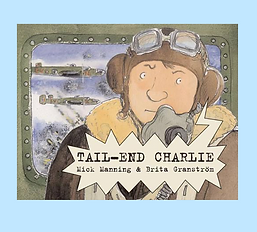 TAIL-END CHARLIE
Mick Manning & Brita Granström